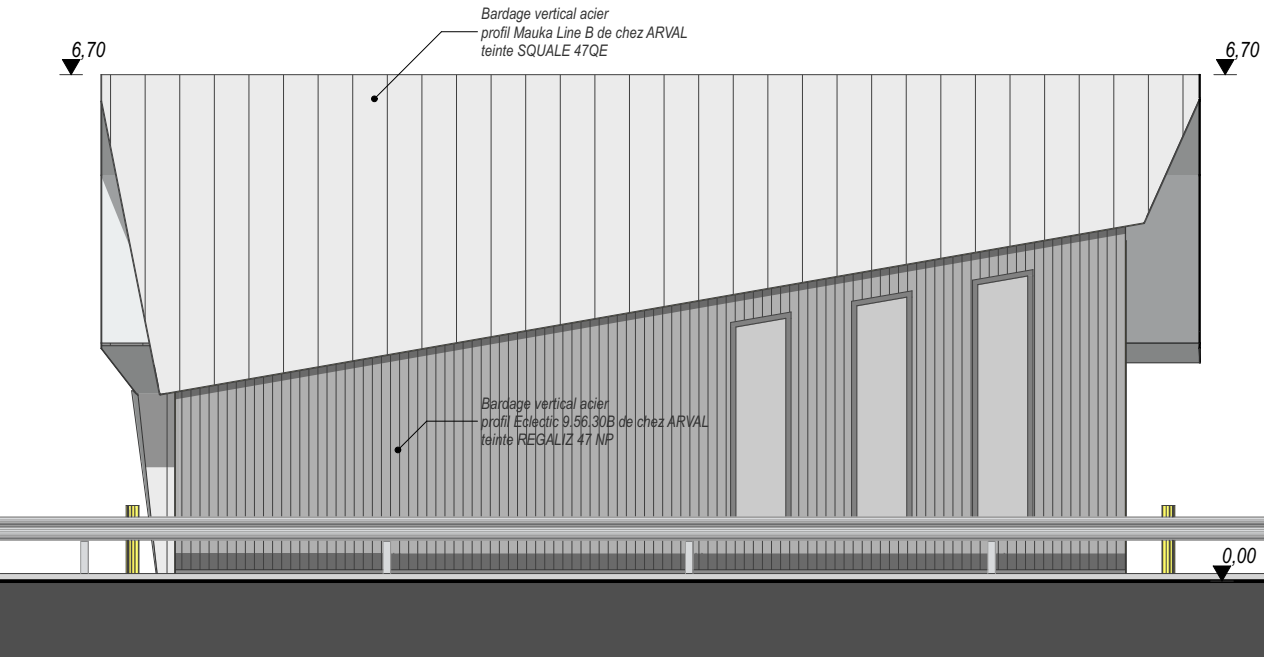 Bardage vertical acier
profil Mauka Line B de chez ARVAL
teinte SQUALE 47QE
6,70
6,70
Bardage vertical acier
profil Eclectic 9.56.30B de chez ARVAL
teinte REGALIZ 47 NP
0,00